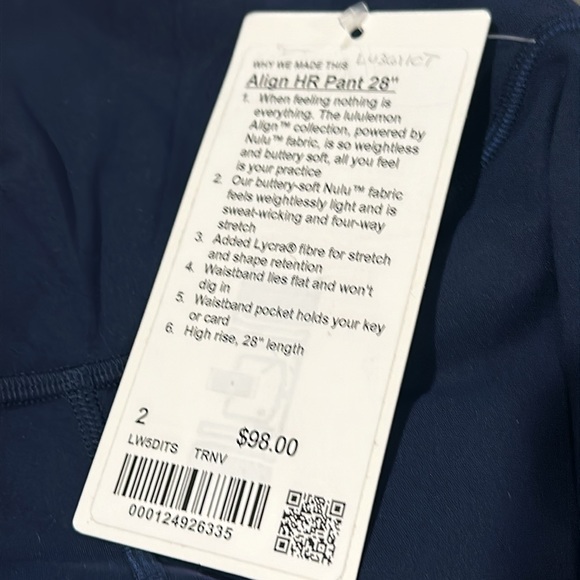 WHY WE MADE THIS
Align HR Pant 28"
1. When feeling nothing is
everything. The lululemon
Align™ collection, powered by
Nulu™ fabric, is so weightless
and buttery soft, all you feel
is your practice
2. Our buttery-soft Nulu™ fabric
feels weightlessly light and is
sweat-wicking and four-way
stretch
3. Added Lycra® fibre for stretch
and shape retention
4. Waistband lies flat and won't
dig in
5. Waistband pocket holds your key
or card
6. High rise, 28" length
2
$98.00
LW5DITS TRNV
000124926335